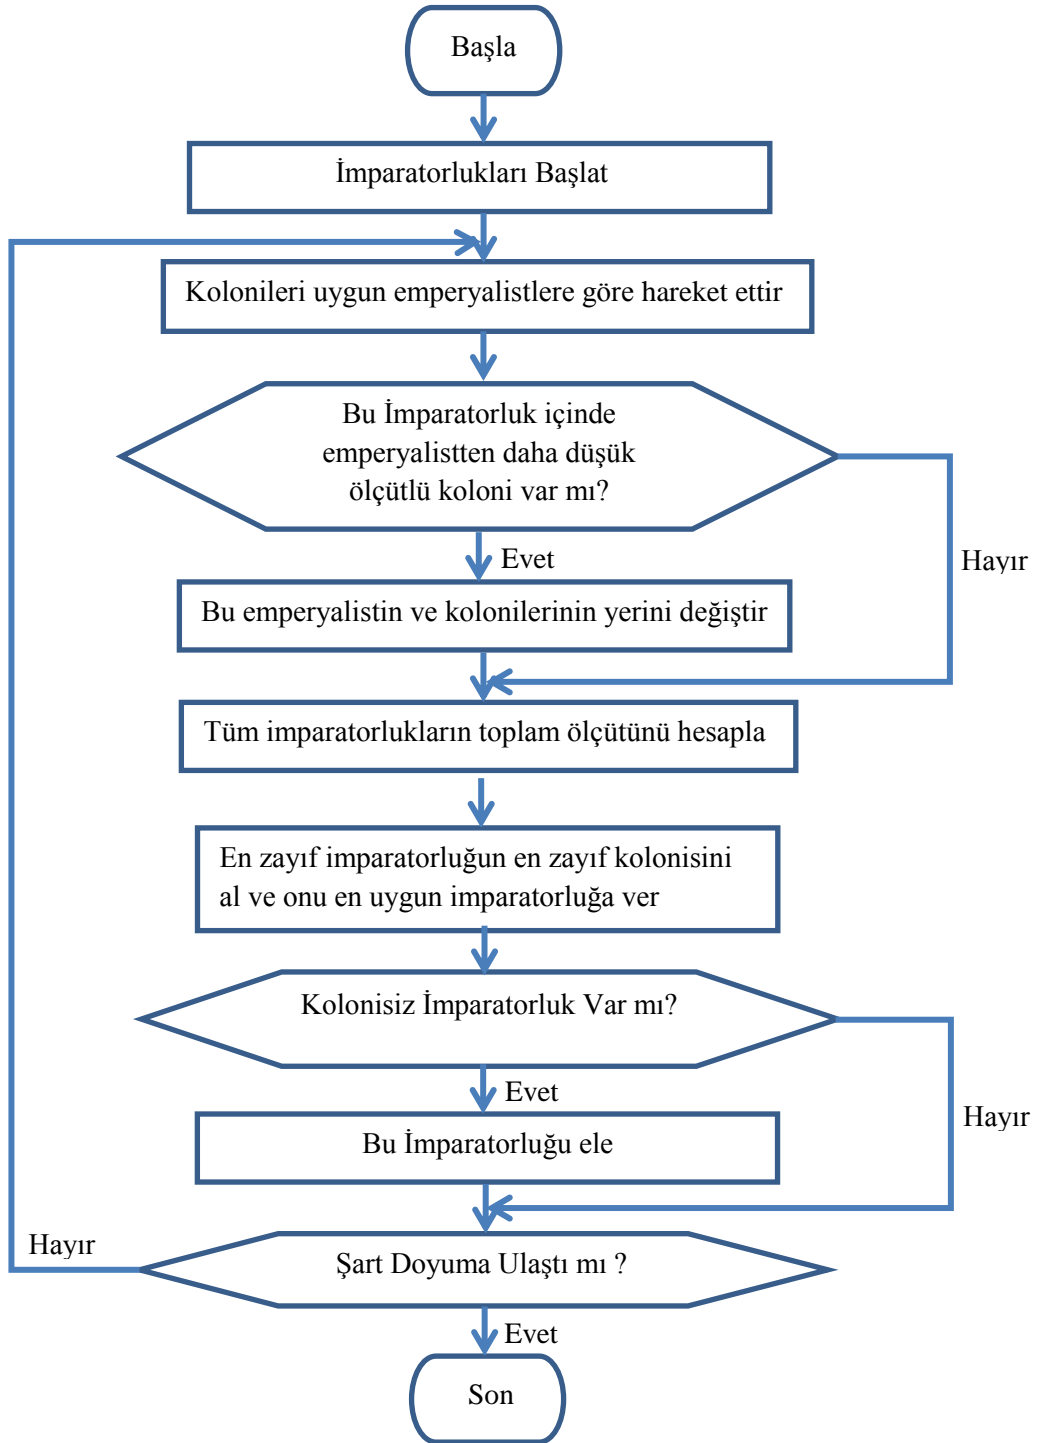 Başla
İmparatorlukları Başlat
Kolonileri uygun emperyalistlere göre hareket ettir
Bu İmparatorluk içinde
emperyalistten daha düşük
ölçütlü koloni var mı?
Evet
Hayır
Bu emperyalistin ve kolonilerinin yerini değiştir
Tüm imparatorlukların toplam ölçütünü hesapla
En zayıf imparatorluğun en zayıf kolonisini
al ve onu en uygun imparatorluğa ver
Kolonisiz İmparatorluk Var mı?
Evet
Hayır
Bu İmparatorluğu ele
Hayır
Şart Doyuma Ulaştı mı ?
Evet
Son